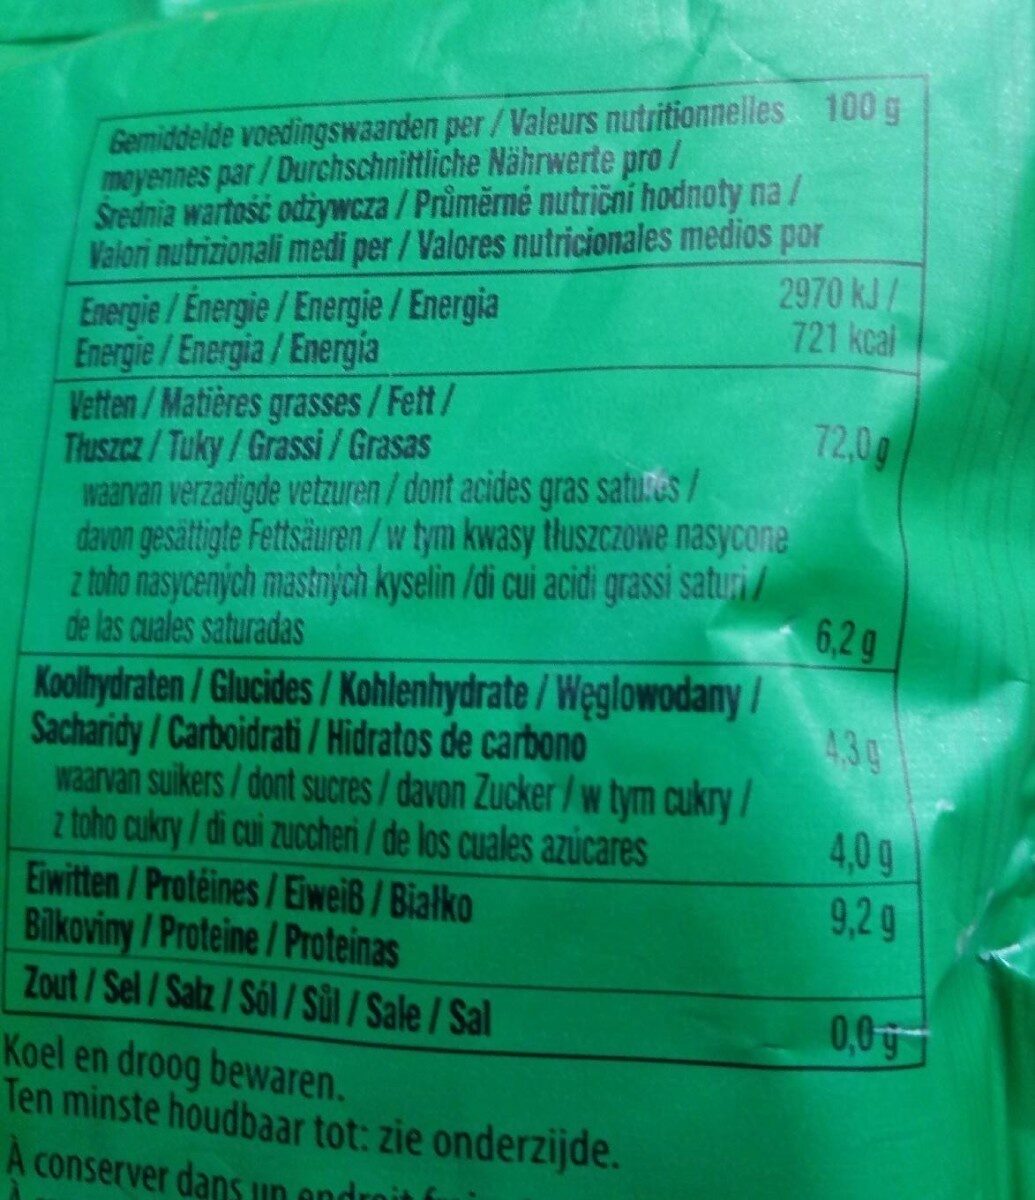 Gemiddelde voedingswaarden per / Valeurs nutritionnelles 100 g
moyennes par / Durchschnittliche Nährwerte pro /
Średnia wartość odżywcza / Průměrné nutriční hodnoty na /
Valori nutrizionali medi per / Valores nutricionales medios por
Energie / Énergie / Energie / Energia 2970 kJ /
Energie / Energia / Energía 721 kcal
Vetten / Matières grasses / Fett /
Tłuszcz / Tuky / Grassi / Grasas 72,0 g
waarvan verzadigde vetzuren / dont acides gras saturés /
davon gesättigte Fettsäuren / w tym kwasy tłuszczowe nasycone
z toho nasycených mastných kyselin /di cui acidi grassi saturi /
de las cuales saturadas 6,2 g
Koolhydraten / Glucides / Kohlenhydrate / Węglowodany /
Sacharidy / Carboidrati / Hidratos de carbono 4,3 g
waarvan suikers / dont sucres / davon Zucker / w tym cukry /
z toho cukry / di cui zuccheri / de los cuales azúcares 4,0 g
Eiwitten / Protéines / Eiweiß / Białko 9,2 g
Bílkoviny / Proteine / Proteinas
Zout / Sel / Salz / Sól / Sůl / Sale / Sal 0,0 g
Koel en droog bewaren.
Ten minste houdbaar tot: zie onderzijde.
À conserver dans un endroit